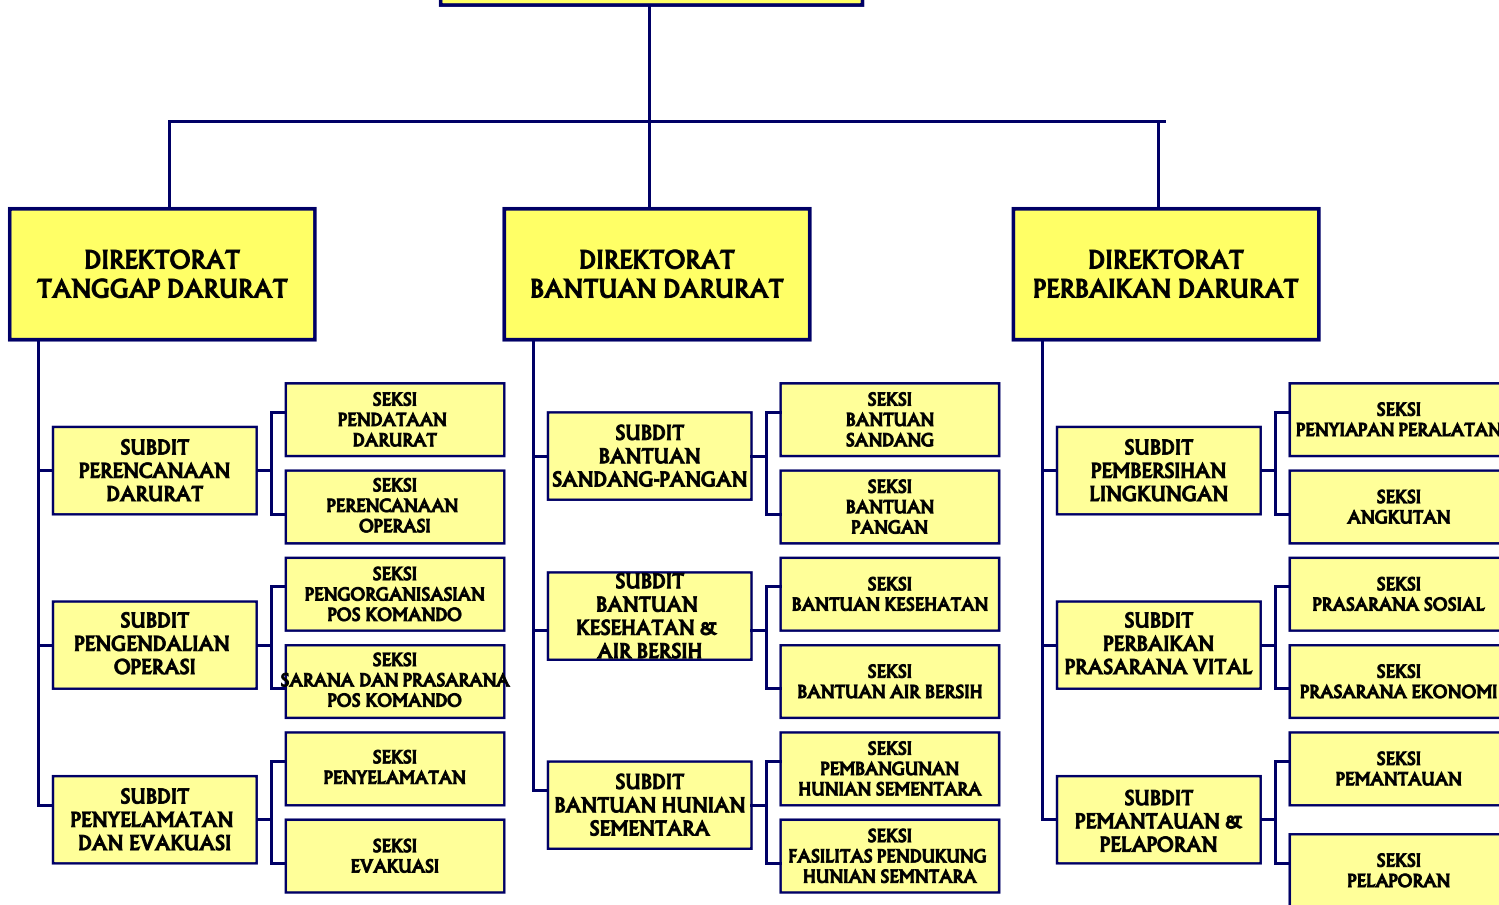 DIREKTORAT
TANGGAP DARURAT
DIREKTORAT
BANTUAN DARURAT
DIREKTORAT
PERBAIKAN DARURAT
SUBDIT
PERENCANAAN
DARURAT
SEKSI
PENDATAAN
DARURAT
SEKSI
PERENCANAAN
OPERASI
SUBDIT
PENGENDALIAN
OPERASI
SEKSI
PENGORGANISASIAN
POS KOMANDO
SEKSI
SARANA DAN PRASARANA
POS KOMANDO
SUBDIT
PENYELAMATAN
DAN EVAKUASI
SEKSI
PENYELAMATAN
SEKSI
EVAKUASI
SUBDIT
BANTUAN
SANDANG-PANGAN
SEKSI
BANTUAN
SANDANG
SEKSI
BANTUAN
PANGAN
SUBDIT
BANTUAN
KESEHATAN &
AIR BERSIH
SEKSI
BANTUAN KESEHATAN
SEKSI
BANTUAN AIR BERSIH
SUBDIT
BANTUAN HUNIAN
SEMENTARA
SEKSI
PEMBANGUNAN
HUNIAN SEMENTARA
SEKSI
FASILITAS PENDUKUNG
HUNIAN SEMNTARA
SUBDIT
PEMBERSIHAN
LINGKUNGAN
SEKSI
PENYIAPAN PERALATAN
SEKSI
ANGKUTAN
SUBDIT
PERBAIKAN
PRASARANA VITAL
SEKSI
PRASARANA SOSIAL
SEKSI
PRASARANA EKONOMI
SUBDIT
PEMANTAUAN &
PELAPORAN
SEKSI
PEMANTAUAN
SEKSI
PELAPORAN